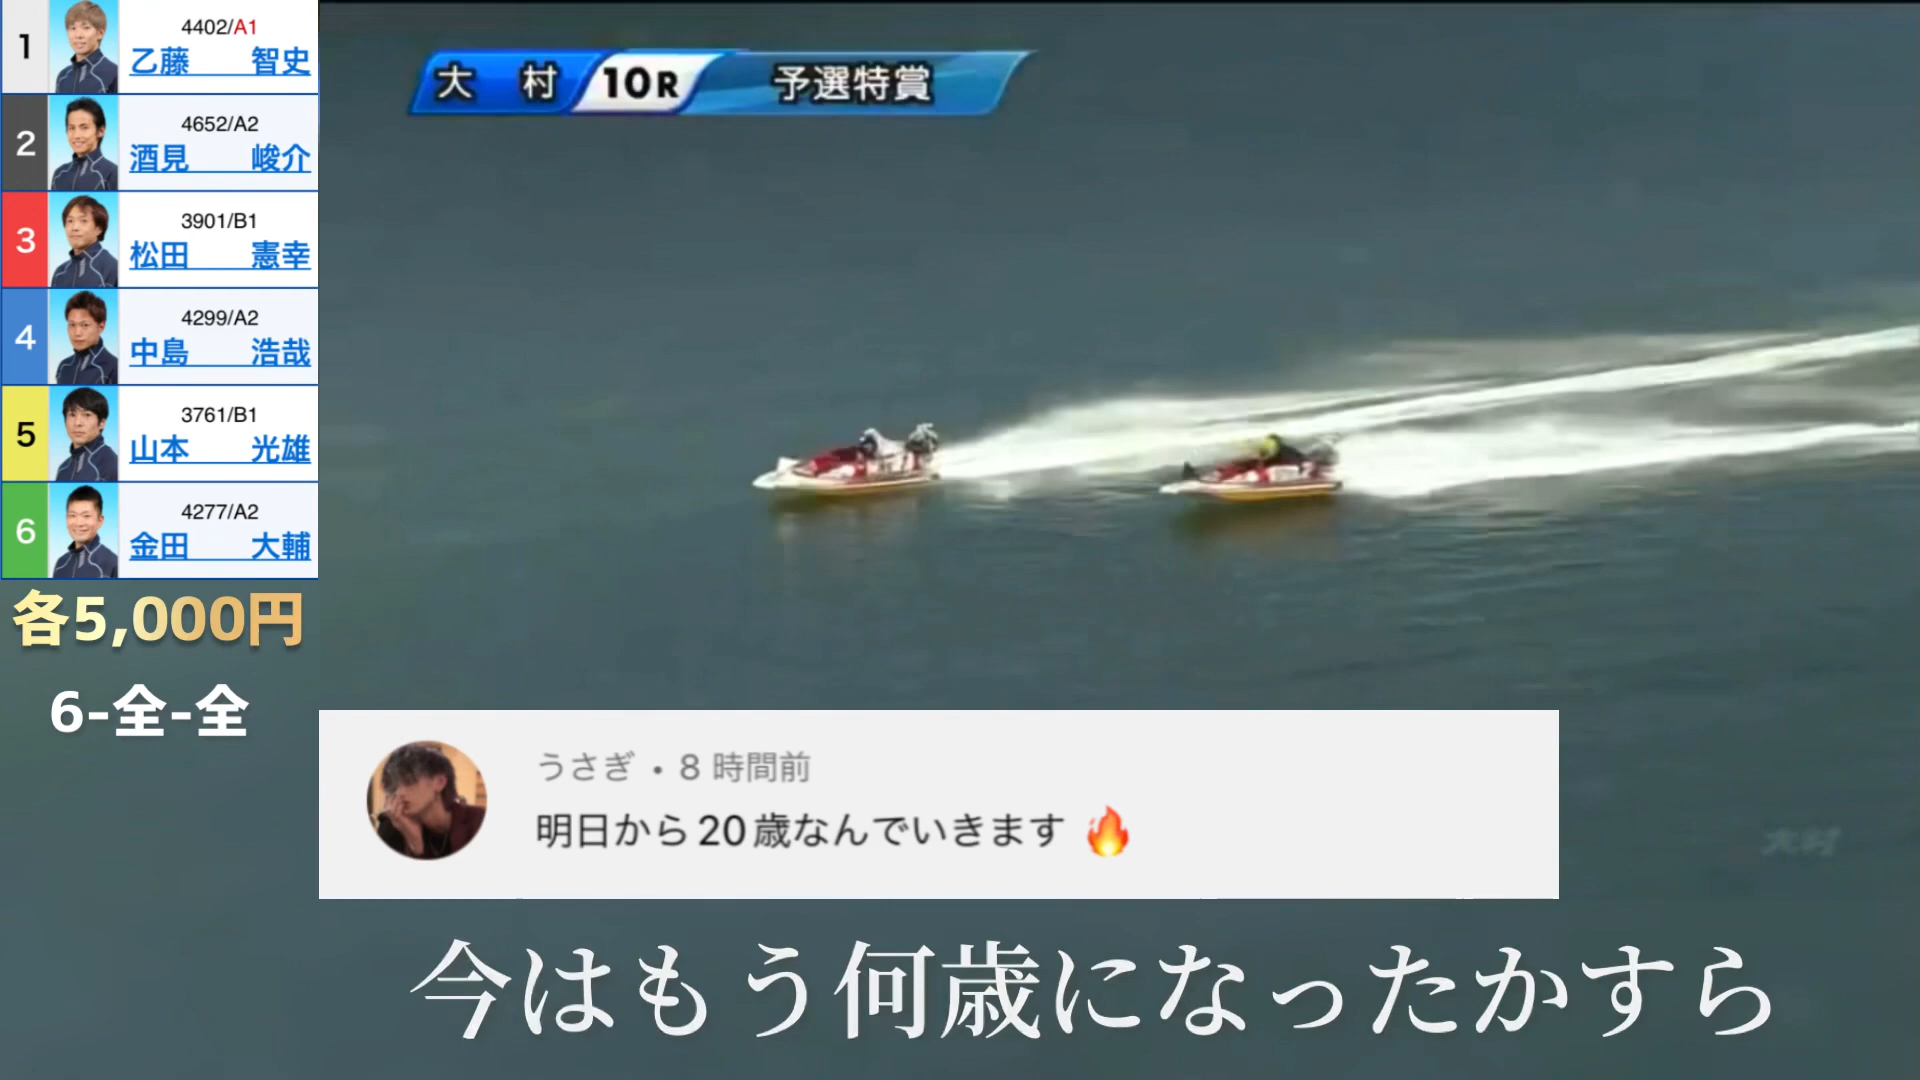 1
4402/A1
乙藤 智史
2
4652/A2
酒見 峻介
3
3901/B1
松田 憲幸
4
4299/A2
中島 浩哉
5
3761/B1
山本 光雄
6
4277/A2
金田 大輔
各5,000円
6-全-全
大 村 10R 予選特賞
うさぎ・8 時間前
明日から20歳なんでいきます 🔥
大村
今はもう何歳になったかすら